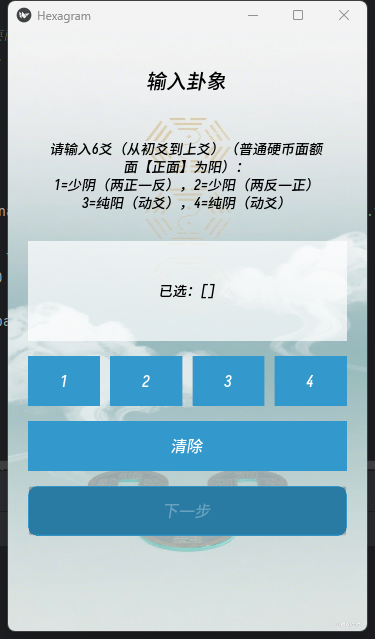 Hexagram
输入卦象
请输入6爻（从初爻到上爻）（普通硬币面额
面【正面】为阳）：
1=少阴（两正一反），2=少阳（两反一正）
3=纯阳（动爻），4=纯阴（动爻）
已选：[]
1 2 3 4
清除
下一步